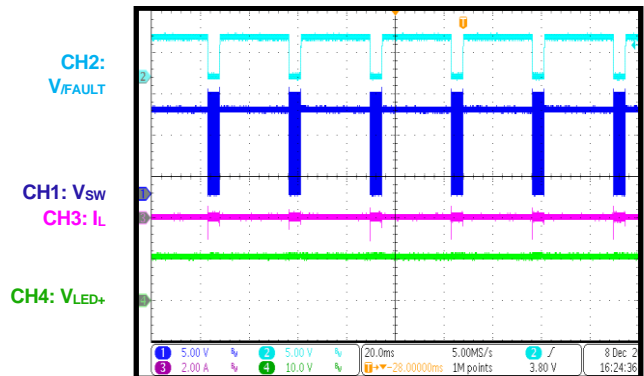 CH2:
V/FAULT
CH1: VSW
CH3: IL
CH4: VLED+
T
2
1
3
4
1 5.00 V
2 5.00 V
3 2.00 A
4 10.0 V
20.0ms
T→▼-28.00000ms
5.00MS/s
1M points
2
3.80 V
8 Dec 2
16:24:36